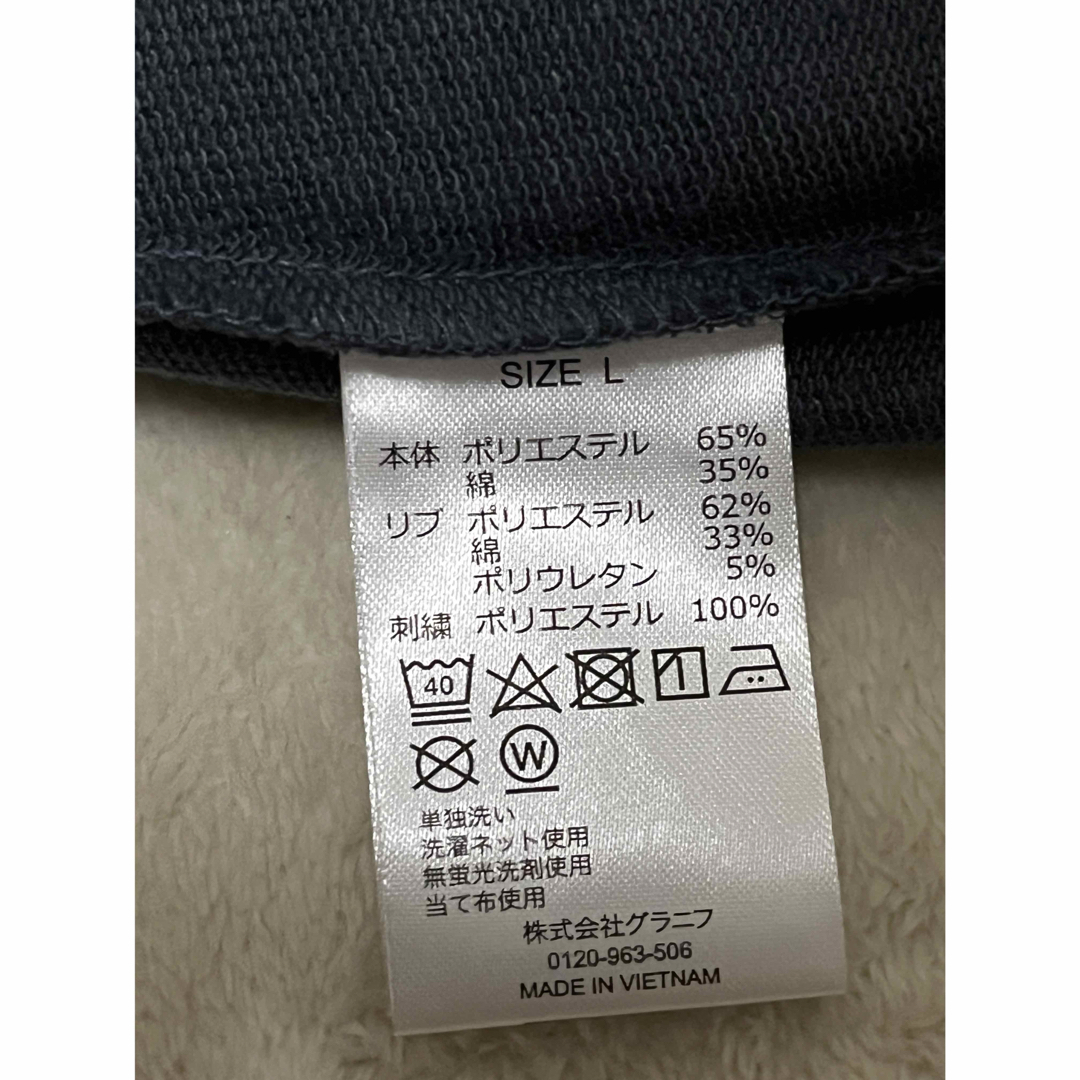 SIZE L
本体 ポリエステル 65%
綿 35%
リブ ポリエステル 62%
綿 33%
ポリウレタン 5%
刺繍 ポリエステル 100%
40
W
単独洗い
洗濯ネット使用
無蛍光洗剤使用
当て布使用
株式会社グラニフ
0120-963-506
MADE IN VIETNAM